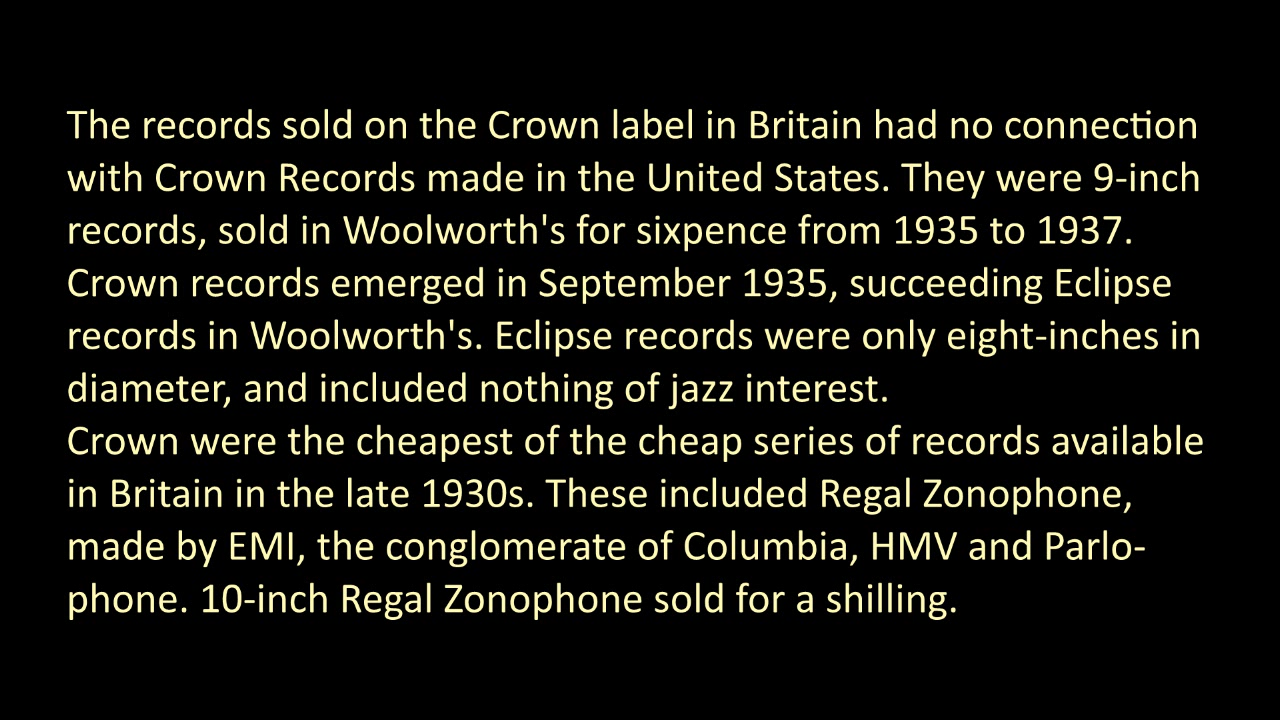 The records sold on the Crown label in Britain had no connection
with Crown Records made in the United States. They were 9-inch
records, sold in Woolworth's for sixpence from 1935 to 1937.
Crown records emerged in September 1935, succeeding Eclipse
records in Woolworth's. Eclipse records were only eight-inches in
diameter, and included nothing of jazz interest.
Crown were the cheapest of the cheap series of records available
in Britain in the late 1930s. These included Regal Zonophone,
made by EMI, the conglomerate of Columbia, HMV and Parlo-
phone. 10-inch Regal Zonophone sold for a shilling.